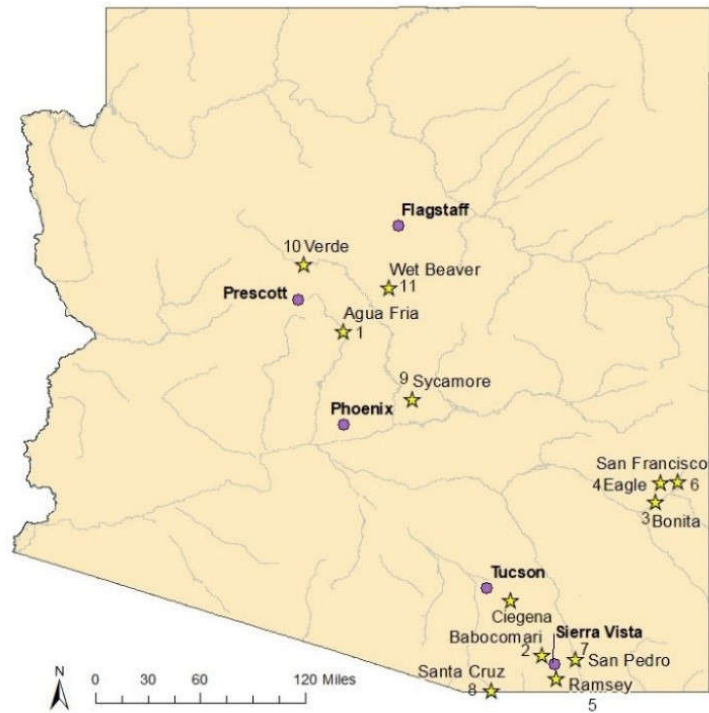 Flagstaff
10 Verde
Wet Beaver
11
Prescott
Agua Fria
1
9 Sycamore
Phoenix
San Francisco
4 Eagle 6
3 Bonita
Tucson
Ciegena
Babocomari Sierra Vista
2 7
San Pedro
Santa Cruz
8
Ramsey
5
N
0 30 60 120 Miles